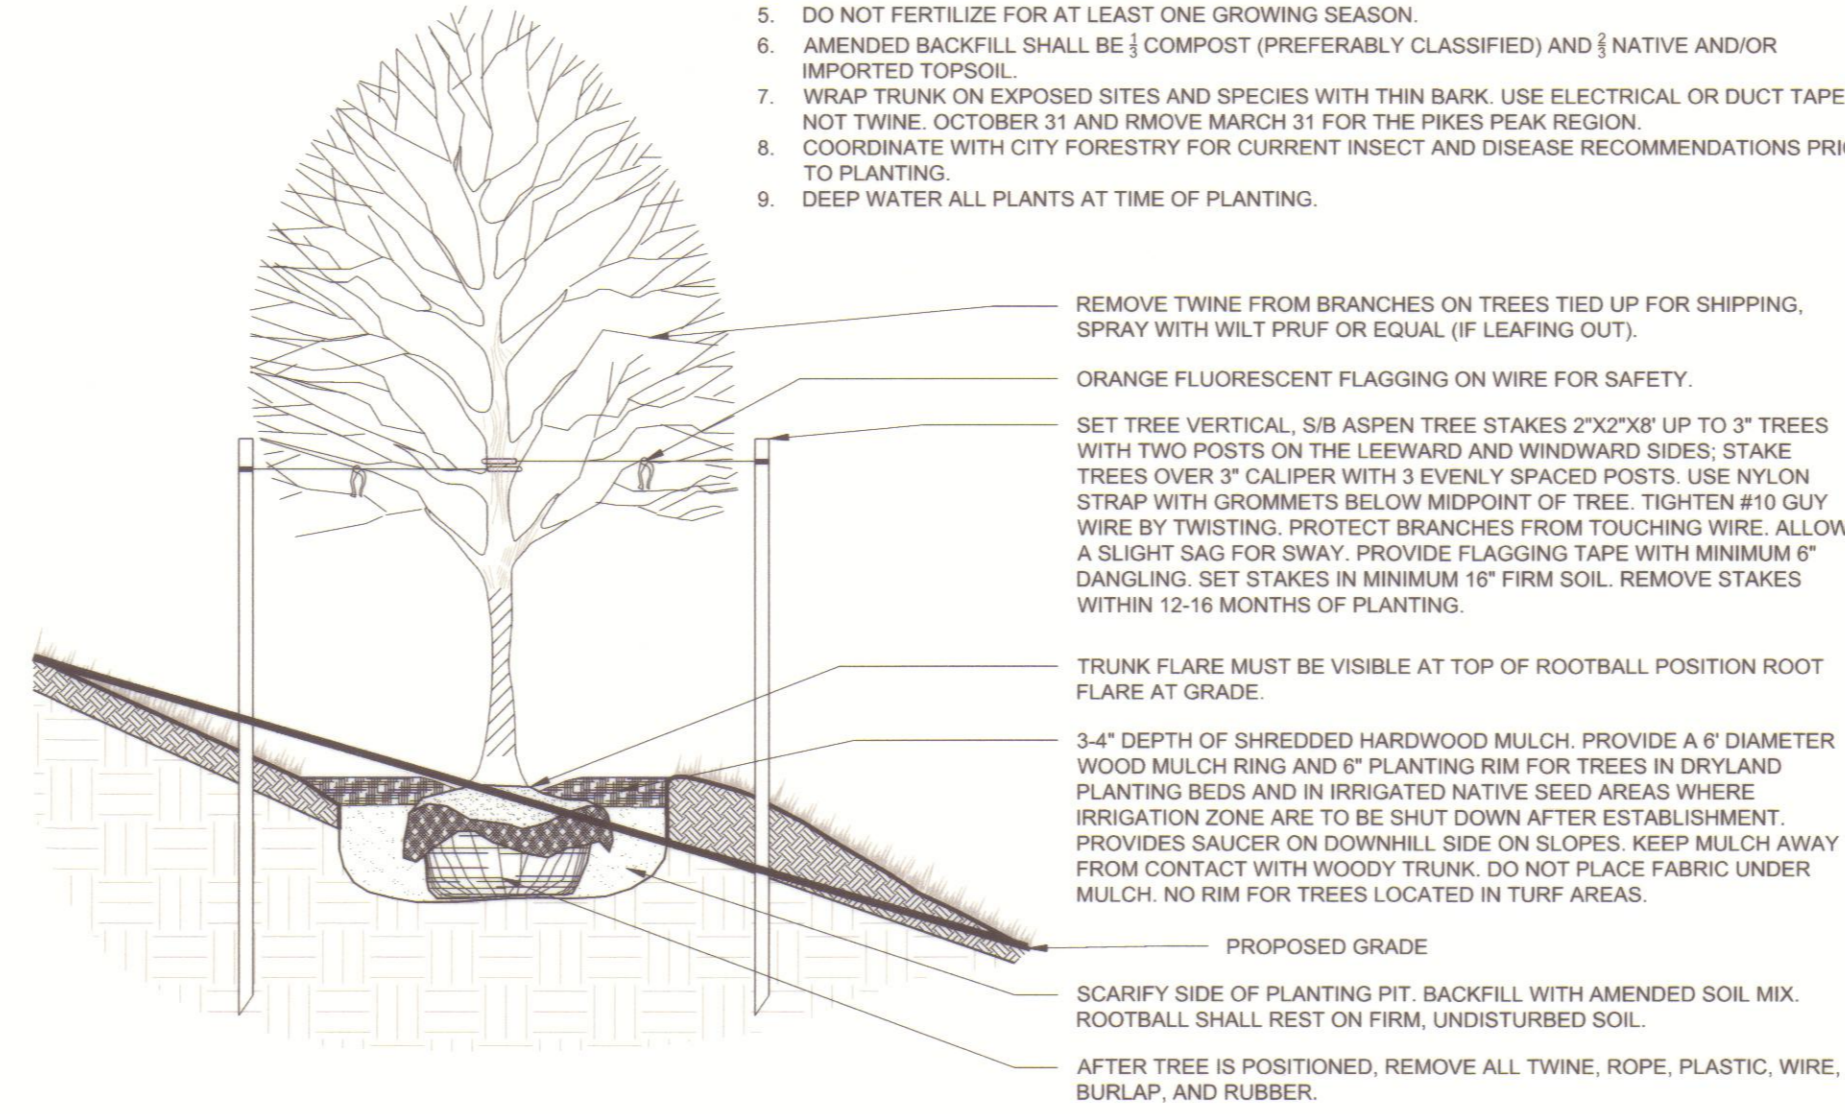 5. DO NOT FERTILIZE FOR AT LEAST ONE GROWING SEASON.
6. AMENDED BACKFILL SHALL BE 1/3 COMPOST (PREFERABLY CLASSIFIED) AND 2/3 NATIVE AND/OR
IMPORTED TOPSOIL.
7. WRAP TRUNK ON EXPOSED SITES AND SPECIES WITH THIN BARK. USE ELECTRICAL OR DUCT TAPE
NOT TWINE. OCTOBER 31 AND RMOVE MARCH 31 FOR THE PIKES PEAK REGION.
8. COORDINATE WITH CITY FORESTRY FOR CURRENT INSECT AND DISEASE RECOMMENDATIONS
TO PLANTING.
9. DEEP WATER ALL PLANTS AT TIME OF PLANTING.
REMOVE TWINE FROM BRANCHES ON TREES TIED UP FOR SHIPPING,
SPRAY WITH WILT PRUF OR EQUAL (IF LEAFING OUT).
ORANGE FLUORESCENT FLAGGING ON WIRE FOR SAFETY.
SET TREE VERTICAL, S/B ASPEN TREE STAKES 2"X2"X8' UP TO 3" TREES
WITH TWO POSTS ON THE LEEWARD AND WINDWARD SIDES; STAKE
TREES OVER 3" CALIPER WITH 3 EVENLY SPACED POSTS. USE NYLON
STRAP WITH GROMMETS BELOW MIDPOINT OF TREE. TIGHTEN #10 GUY
WIRE BY TWISTING. PROTECT BRANCHES FROM TOUCHING WIRE. ALLOW
A SLIGHT SAG FOR SWAY. PROVIDE FLAGGING TAPE WITH MINIMUM 6"
DANGLING. SET STAKES IN MINIMUM 16" FIRM SOIL. REMOVE STAKES
WITHIN 12-16 MONTHS OF PLANTING.
TRUNK FLARE MUST BE VISIBLE AT TOP OF ROOTBALL POSITION ROOT
FLARE AT GRADE.
3-4" DEPTH OF SHREDDED HARDWOOD MULCH. PROVIDE A 6' DIAMETER
WOOD MULCH RING AND 6" PLANTING RIM FOR TREES IN DRYLAND
PLANTING BEDS AND IN IRRIGATED NATIVE SEED AREAS WHERE
IRRIGATION ZONE ARE TO BE SHUT DOWN AFTER ESTABLISHMENT.
PROVIDES SAUCER ON DOWNHILL SIDE ON SLOPES. KEEP MULCH AWAY
FROM CONTACT WITH WOODY TRUNK. DO NOT PLACE FABRIC UNDER
MULCH. NO RIM FOR TREES LOCATED IN TURF AREAS.
PROPOSED GRADE
SCARIFY SIDE OF PLANTING PIT. BACKFILL WITH AMENDED SOIL MIX.
ROOTBALL SHALL REST ON FIRM, UNDISTURBED SOIL.
AFTER TREE IS POSITIONED, REMOVE ALL TWINE, ROPE, PLASTIC, WIRE,
BURLAP, AND RUBBER.